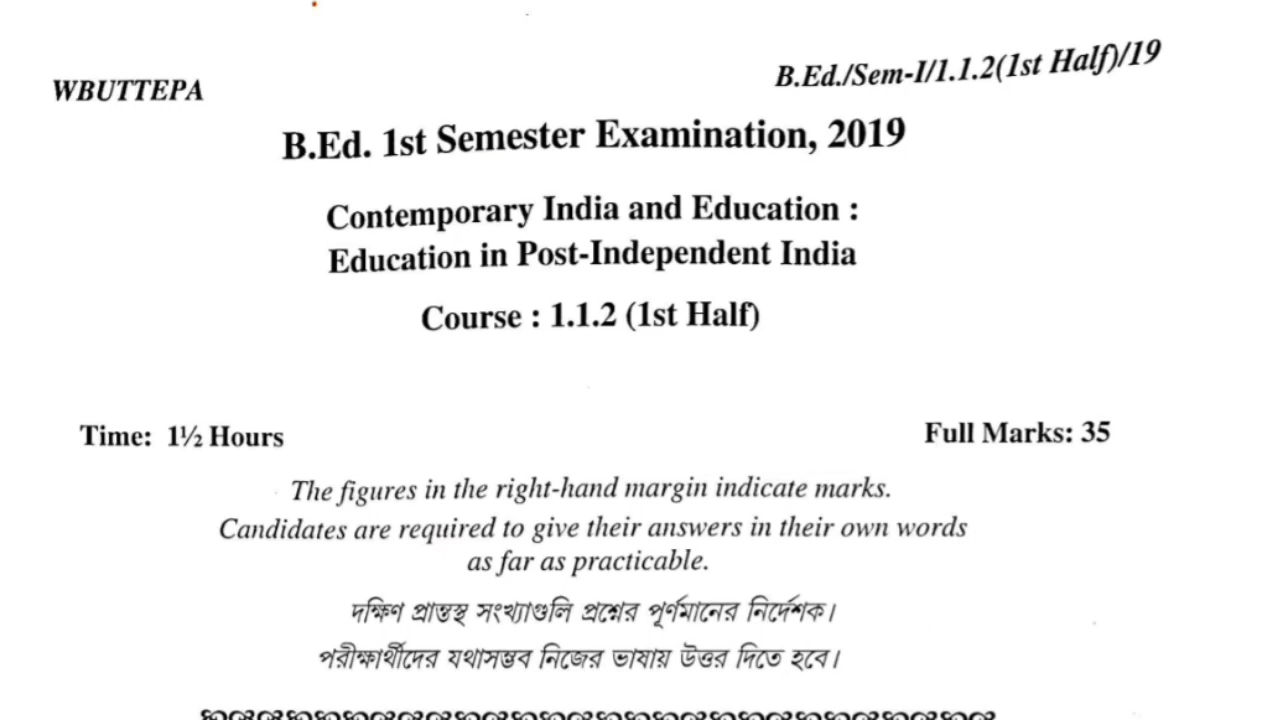 WBUTTEPA
B.Ed./Sem-I/1.1.2(1st Half)/19
B.Ed. 1st Semester Examination, 2019
Contemporary India and Education :
Education in Post-Independent India
Course : 1.1.2 (1st Half)
Time: 1½ Hours
Full Marks: 35
The figures in the right-hand margin indicate marks.
Candidates are required to give their answers in their own words
as far as practicable.
দক্ষিণ প্রান্তস্থ সংখ্যাগুলি প্রশ্নের পূর্ণমানের নির্দেশক।
পরীক্ষার্থীদের যথাসম্ভব নিজের ভাষায় উত্তর দিতে হবে।